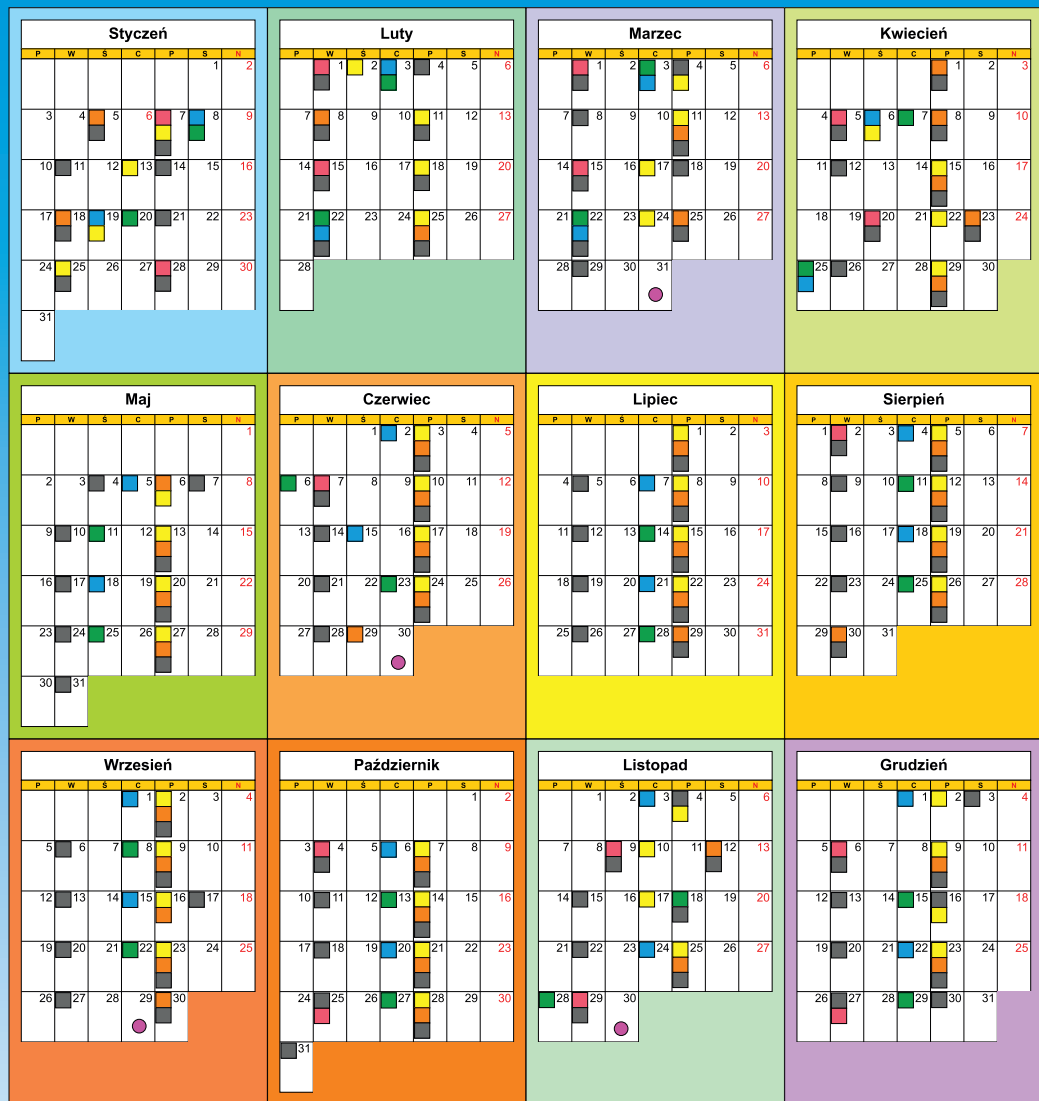 Styczeń
P W Ś C P S N
1 2
3 4 5 6 7 8 9
10 11 12 13 14 15 16
17 18 19 20 21 22 23
24 25 26 27 28 29 30
31
Luty
P W Ś C P S N
1 2 3 4 5 6
7 8 9 10 11 12 13
14 15 16 17 18 19 20
21 22 23 24 25 26 27
28
Marzec
P W Ś C P S N
1 2 3 4 5 6
7 8 9 10 11 12 13
14 15 16 17 18 19 20
21 22 23 24 25 26 27
28 29 30 31
Kwiecień
P W Ś C P S N
1 2 3
4 5 6 7 8 9 10
11 12 13 14 15 16 17
18 19 20 21 22 23 24
25 26 27 28 29 30
Maj
P W Ś C P S N
1
2 3 4 5 6 7 8
9 10 11 12 13 14 15
16 17 18 19 20 21 22
23 24 25 26 27 28 29
30 31
Czerwiec
P W Ś C P S N
1 2 3 4 5
6 7 8 9 10 11 12
13 14 15 16 17 18 19
20 21 22 23 24 25 26
27 28 29 30
Lipiec
P W Ś C P S N
1 2 3
4 5 6 7 8 9 10
11 12 13 14 15 16 17
18 19 20 21 22 23 24
25 26 27 28 29 30 31
Sierpień
P W Ś C P S N
1 2 3 4 5 6 7
8 9 10 11 12 13 14
15 16 17 18 19 20 21
22 23 24 25 26 27 28
29 30 31
Wrzesień
P W Ś C P S N
1 2 3 4
5 6 7 8 9 10 11
12 13 14 15 16 17 18
19 20 21 22 23 24 25
26 27 28 29 30
Październik
P W Ś C P S N
1 2
3 4 5 6 7 8 9
10 11 12 13 14 15 16
17 18 19 20 21 22 23
24 25 26 27 28 29 30
31
Listopad
P W Ś C P S N
1 2 3 4 5 6
7 8 9 10 11 12 13
14 15 16 17 18 19 20
21 22 23 24 25 26 27
28 29 30
Grudzień
P W Ś C P S N
1 2 3 4
5 6 7 8 9 10 11
12 13 14 15 16 17 18
19 20 21 22 23 24 25
26 27 28 29 30 31